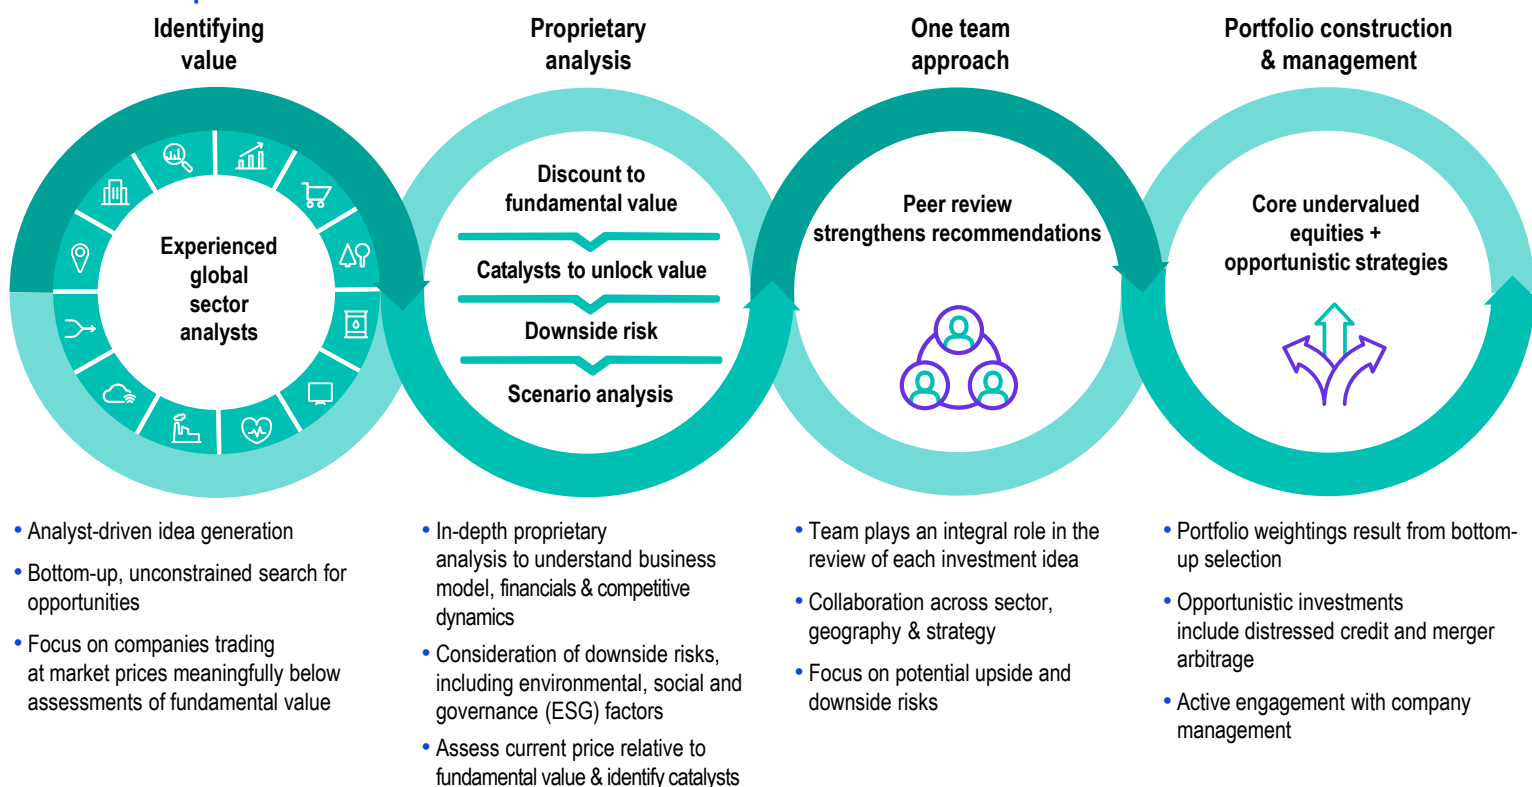 Identifying
value
Experienced
global
sector
analysts
• Analyst-driven idea generation
• Bottom-up, unconstrained search for
opportunities
• Focus on companies trading
at market prices meaningfully below
assessments of fundamental value
Proprietary
analysis
Discount to
fundamental value
Catalysts to unlock value
Downside risk
Scenario analysis
• In-depth proprietary
analysis to understand business
model, financials & competitive
dynamics
• Consideration of downside risks,
including environmental, social and
governance (ESG) factors
• Assess current price relative to
fundamental value & identify catalysts
One team
approach
Peer review
strengthens recommendations
• Team plays an integral role in the
review of each investment idea
• Collaboration across sector,
geography & strategy
• Focus on potential upside and
downside risks
Portfolio construction
& management
Core undervalued
equities +
opportunistic strategies
• Portfolio weightings result from bottom-
up selection
• Opportunistic investments
include distressed credit and merger
arbitrage
• Active engagement with company
management